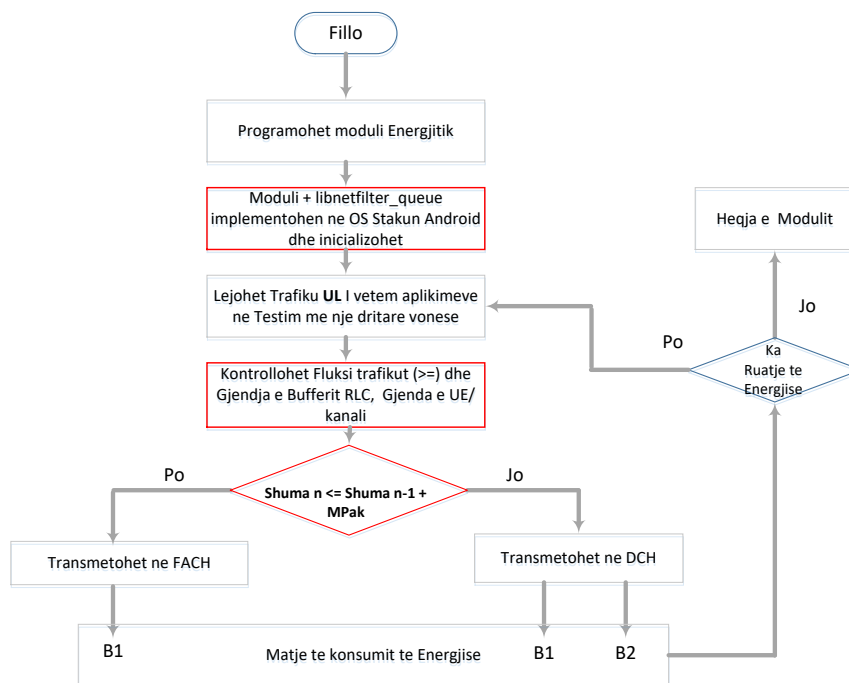 Fillo
Programohet moduli Energjitik
Moduli + libnetfilter_queue
implementohen ne OS Stakun Android
dhe inicializohet
Heqja e Modulit
Lejohet Trafiku UL I vetem aplikimeve
ne Testim me nje dritare vonese
Jo
Po
Ka
Ruatje te
Energjise
Kontrollohet Fluksi trafikut (>=) dhe
Gjendja e Bufferit RLC, Gjenda e UE/
kanali
Po
Jo
Shuma n <= Shuma n-1 +
MPak
Transmetohet ne FACH
Transmetohet ne DCH
B1
Matje te konsumit te Energjise
B1
B2